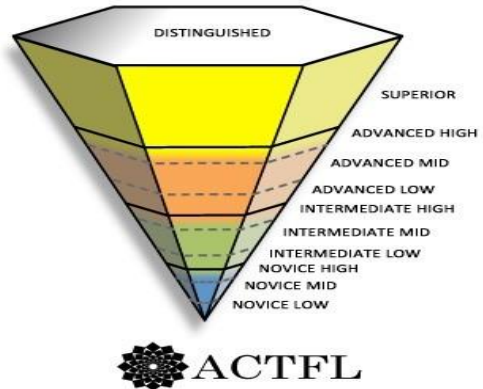 DISTINGUISHED
SUPERIOR
ADVANCED HIGH
ADVANCED MID
ADVANCED LOW
INTERMEDIATE HIGH
INTERMEDIATE MID
INTERMEDIATE LOW
NOVICE HIGH
NOVICE MID
NOVICE LOW
ACTFL